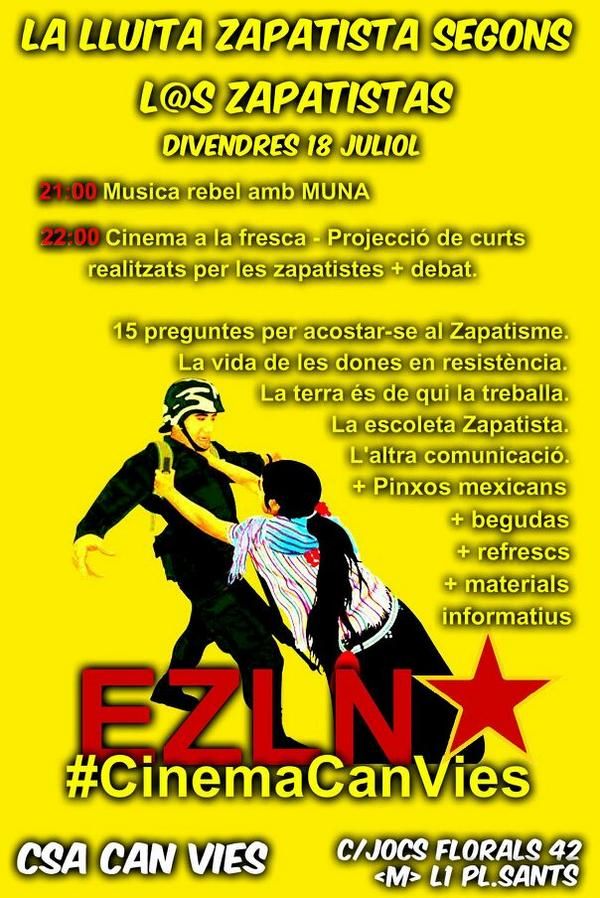 LA LLUITA ZAPATISTA SEGONS
L@S ZAPATISTAS
DIVENDRES 18 JULIOL
21:00 Musica rebel amb MUNA
22:00 Cinema a la fresca - Projecció de curts
realitzats per les zapatistes + debat.
15 preguntes per acostar-se al Zapatisme.
La vida de les dones en resistència.
La terra és de qui la treballa.
La escoleta Zapatista.
L'altra comunicació.
+ Pinxos mexicans
+ begudas
+ refrescs
+ materials
informatius
EZLN
#CinemaCanVies
CSA CAN VIES
C/JOCS FLORALS 42
<M> L1 PL.SANTS